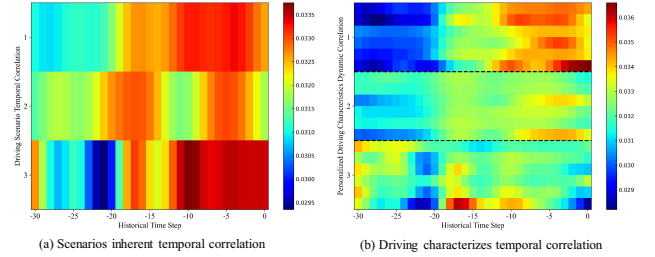 Driving Scenario Temporal Correlation
1
2
3
-30 -25 -20 -15 -10 -5 0
Historical Time Step
0.0335
0.0330
0.0325
0.0320
0.0315
0.0310
0.0305
0.0300
0.0295
(a) Scenarios inherent temporal correlation
Personalized Driving Characteristics Dynamic Correlation
1
2
3
-30 -25 -20 -15 -10 -5 0
Historical Time Step
0.036
0.035
0.034
0.033
0.032
0.031
0.030
0.029
(b) Driving characterizes temporal correlation